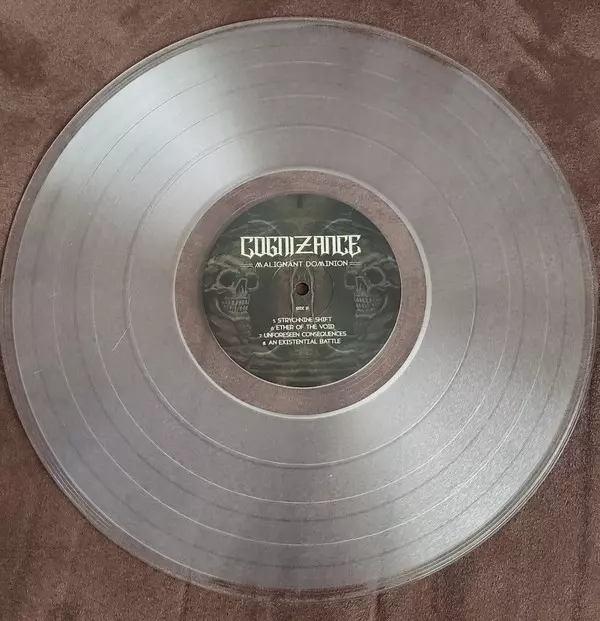 COGNIZANCE
MALIGNANT DOMINION
SIDE B
5. STRYCHNINE SHIFT
6. ETHER OF THE VOID
7. UNFORESEEN CONSEQUENCES
8. AN EXISTENTIAL BATTLE